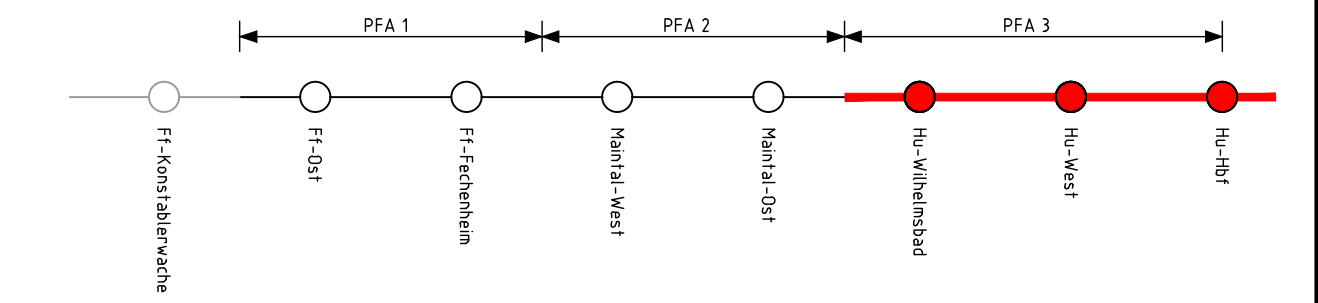 PFA 1
PFA 2
PFA 3
Ff-Konstablerwache
Ff-Ost
Ff-Fechenheim
Maintal-West
Maintal-Ost
Hu-Wilhelmsbad
Hu-West
Hu-Hbf